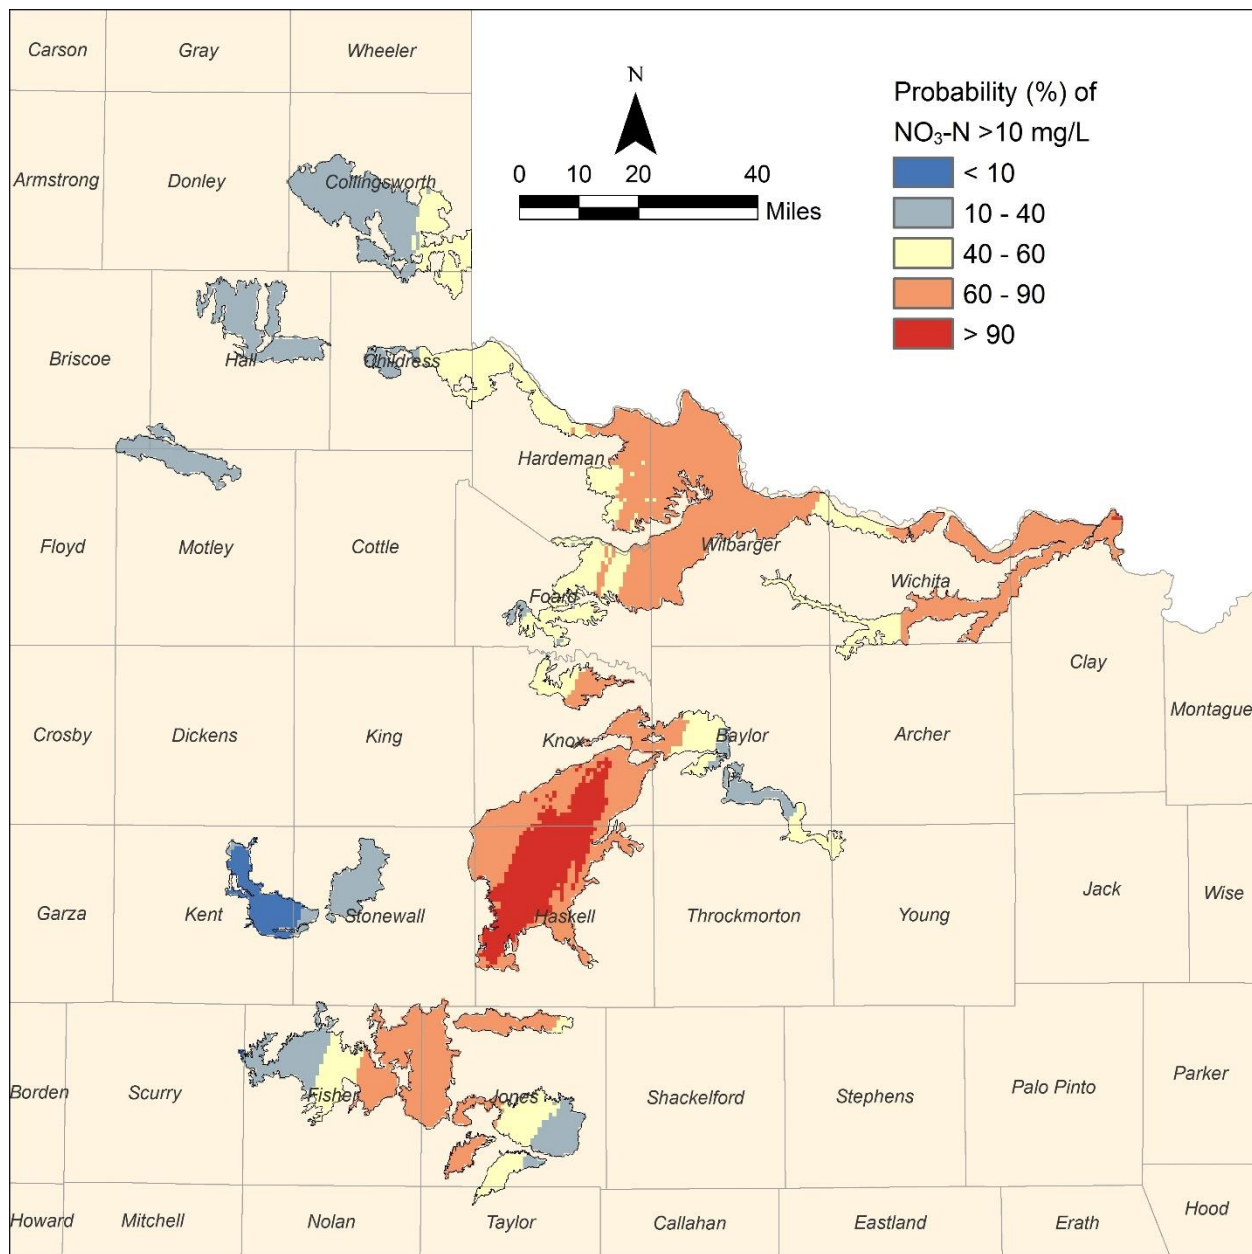 Carson
Gray
Wheeler
N
0 10 20 40
Miles
Probability (%) of
NO₃-N >10 mg/L
< 10
10 - 40
40 - 60
60 - 90
> 90
Armstrong
Donley
Collingsworth
Briscoe
Hall
Childress
Hardeman
Floyd
Motley
Cottle
Foard
Wilbarger
Wichita
Clay
Montague
Crosby
Dickens
King
Knox
Baylor
Archer
Garza
Kent
Stonewall
Haskell
Throckmorton
Young
Jack
Wise
Borden
Scurry
Fisher
Jones
Shackelford
Stephens
Palo Pinto
Parker
Howard
Mitchell
Nolan
Taylor
Callahan
Eastland
Erath
Hood